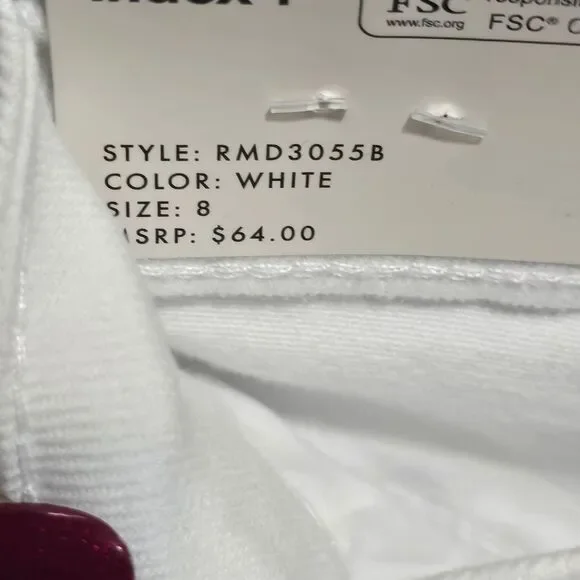 FSC
www.fsc.org FSC®
STYLE: RMD3055B
COLOR: WHITE
SIZE: 8
MSRP: $64.00